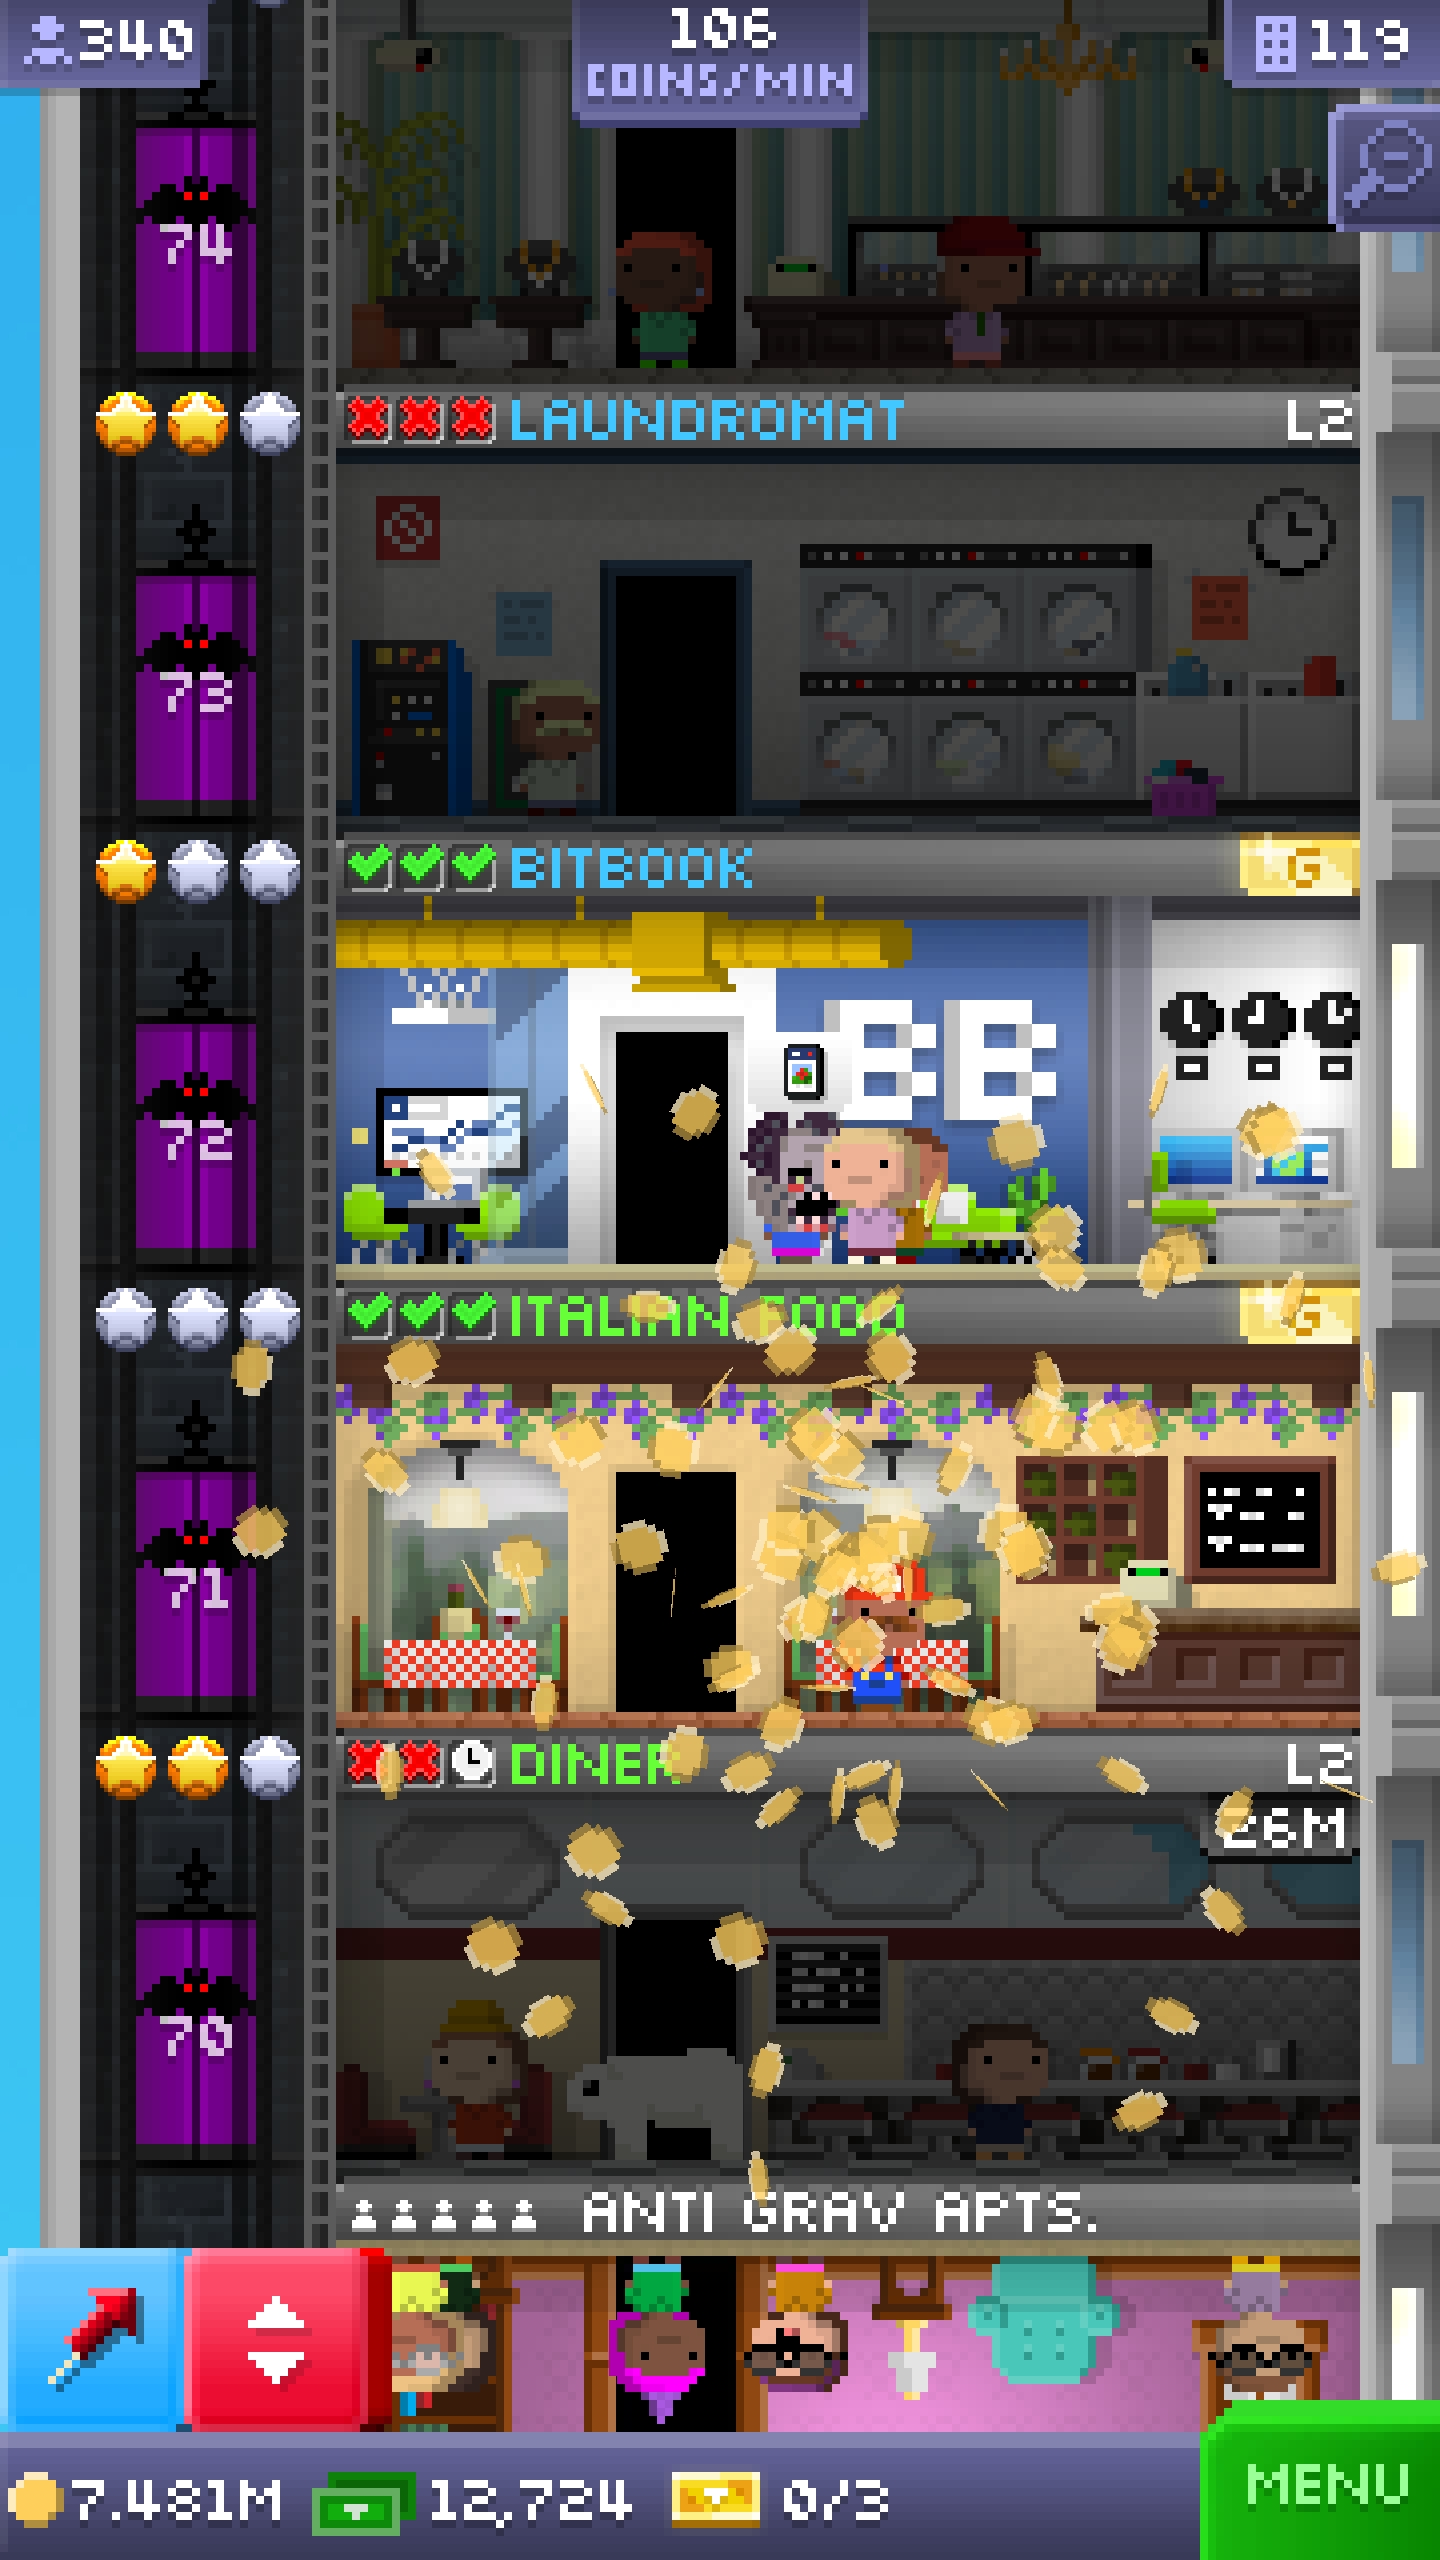 340
106
COINS/MIN
119
74
LAUNDROMAT
L2
73
BITBOOK
G
BB
72
ITALIAN FOOD
G
71
DINER
L2
26M
70
ANTI GRAV APTS.
7.481M
12,724
0/3
MENU